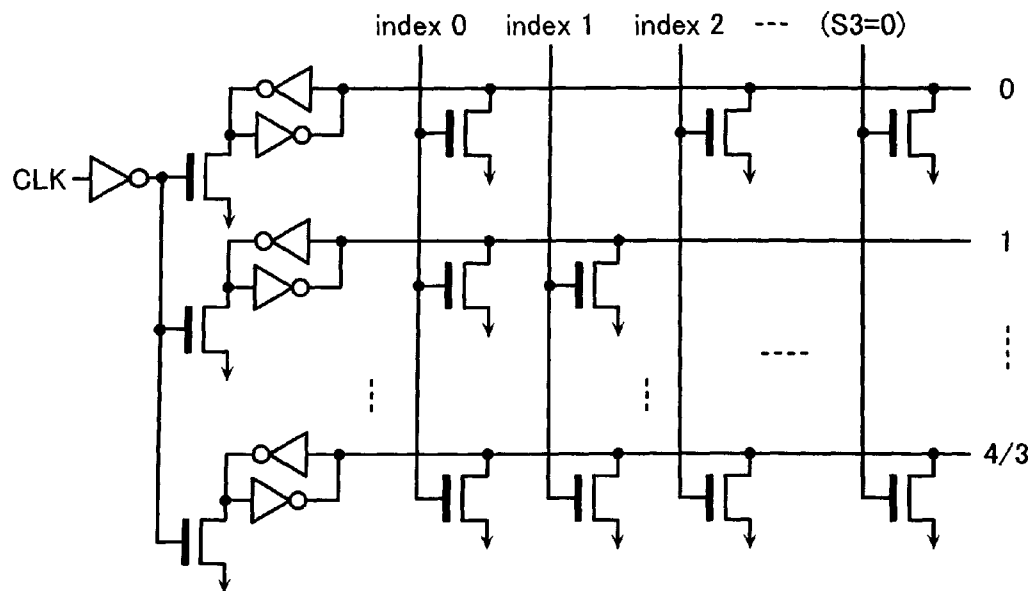 index 0 index 1 index 2 ---- (S3=0)
0
CLK
1
4/3